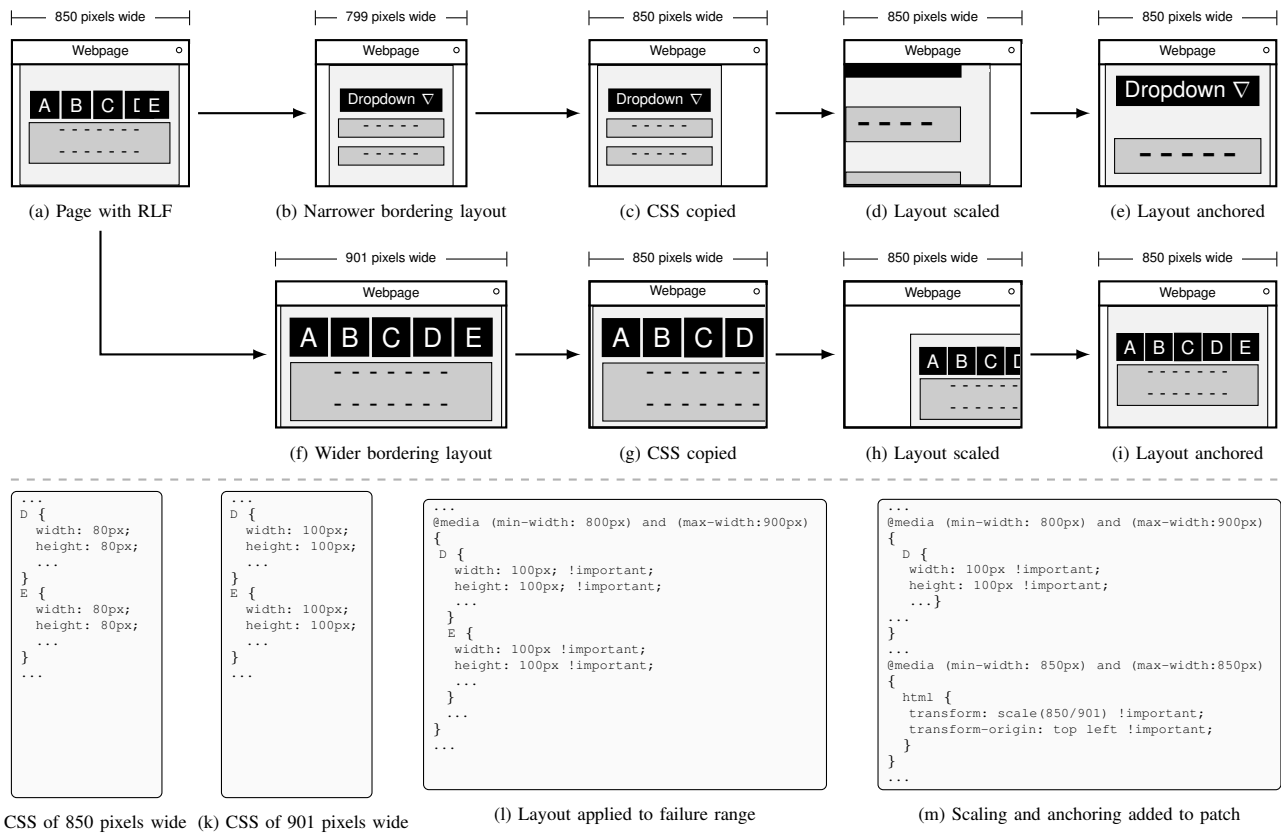 850 pixels wide
799 pixels wide
850 pixels wide
850 pixels wide
850 pixels wide
Webpage
Webpage
Webpage
Webpage
Webpage
A B C D E
Dropdown ▽
Dropdown ▽
Dropdown ▽
(a) Page with RLF
(b) Narrower bordering layout
(c) CSS copied
(d) Layout scaled
(e) Layout anchored
901 pixels wide
850 pixels wide
850 pixels wide
850 pixels wide
Webpage
Webpage
Webpage
Webpage
A B C D E
A B C D
A B C D
A B C D E
(f) Wider bordering layout
(g) CSS copied
(h) Layout scaled
(i) Layout anchored
...
D {
width: 80px;
height: 80px;
...
}
E {
width: 80px;
height: 80px;
...
}
...
CSS of 850 pixels wide
...
D {
width: 100px;
height: 100px;
...
}
E {
width: 100px;
height: 100px;
...
}
...
(k) CSS of 901 pixels wide
...
@media (min-width: 800px) and (max-width:900px)
{
D {
width: 100px; !important;
height: 100px; !important;
...
}
E {
width: 100px !important;
height: 100px !important;
...
}
...
}
...
(l) Layout applied to failure range
...
@media (min-width: 800px) and (max-width:900px)
{
D {
width: 100px !important;
height: 100px !important;
...}
...
}
...
@media (min-width: 850px) and (max-width:850px)
{
html {
transform: scale(850/901) !important;
transform-origin: top left !important;
}
}
...
(m) Scaling and anchoring added to patch